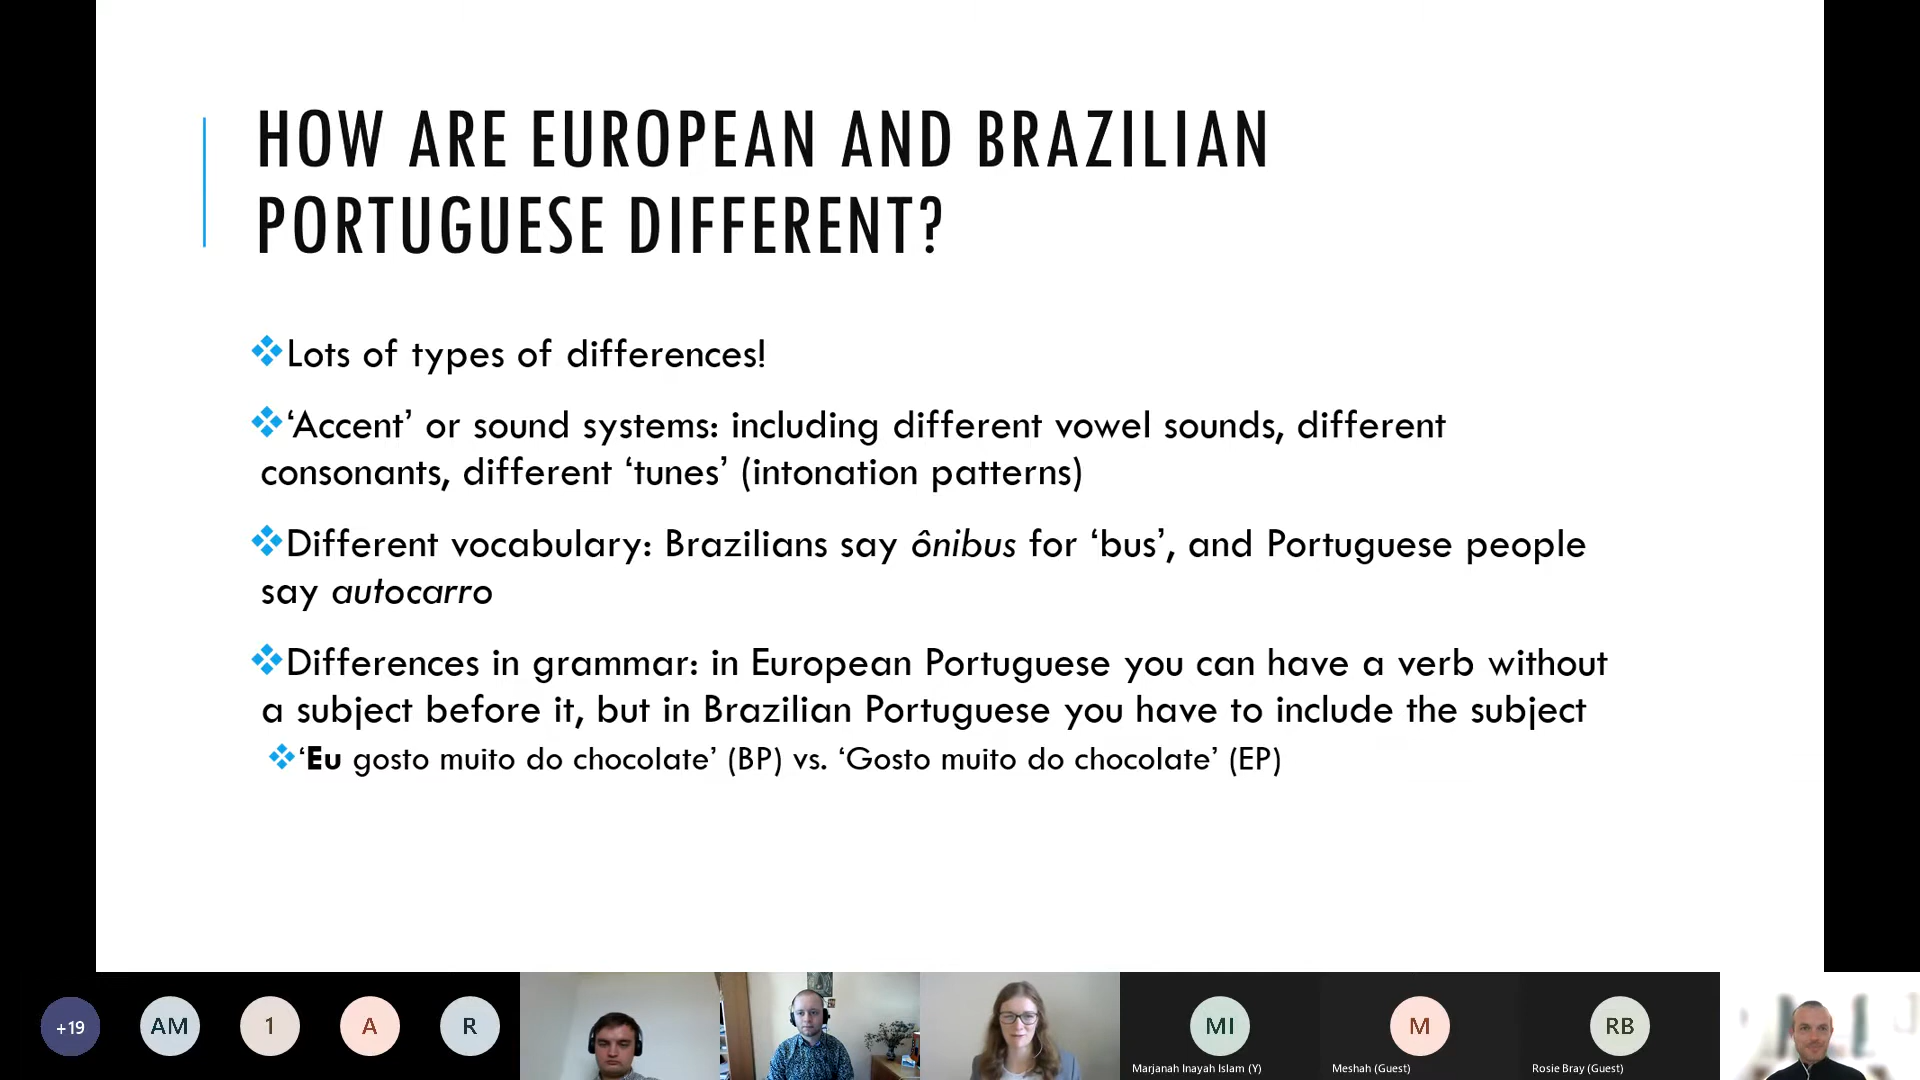 HOW ARE EUROPEAN AND BRAZILIAN
PORTUGUESE DIFFERENT?
Lots of types of differences!
‘Accent’ or sound systems: including different vowel sounds, different
consonants, different ‘tunes’ (intonation patterns)
Different vocabulary: Brazilians say ônibus for ‘bus’, and Portuguese people
say autocarro
Differences in grammar: in European Portuguese you can have a verb without
a subject before it, but in Brazilian Portuguese you have to include the subject
‘Eu gosto muito do chocolate’ (BP) vs. ‘Gosto muito do chocolate’ (EP)
+19
AM
1
A
R
MI
M
RB
Marjanah Inayah Islam (Y)
Meshah (Guest)
Rosie Bray (Guest)